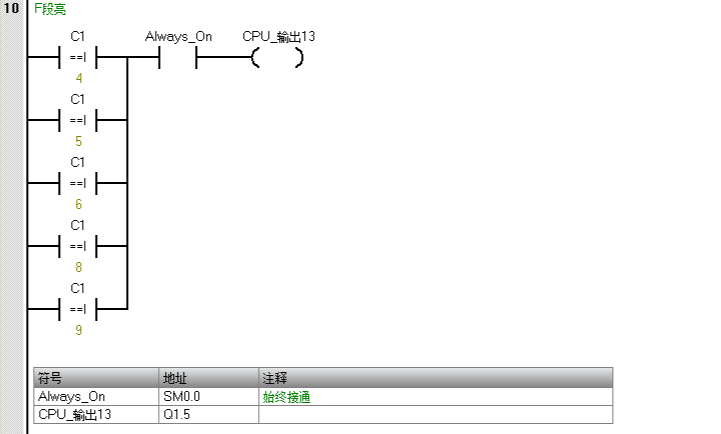 10 F段亮
C1 Always_On CPU_输出13
==I
4
C1
==I
5
C1
==I
6
C1
==I
8
C1
==I
9
符号 地址 注释
Always_On SM0.0 始终接通
CPU_输出13 Q1.5